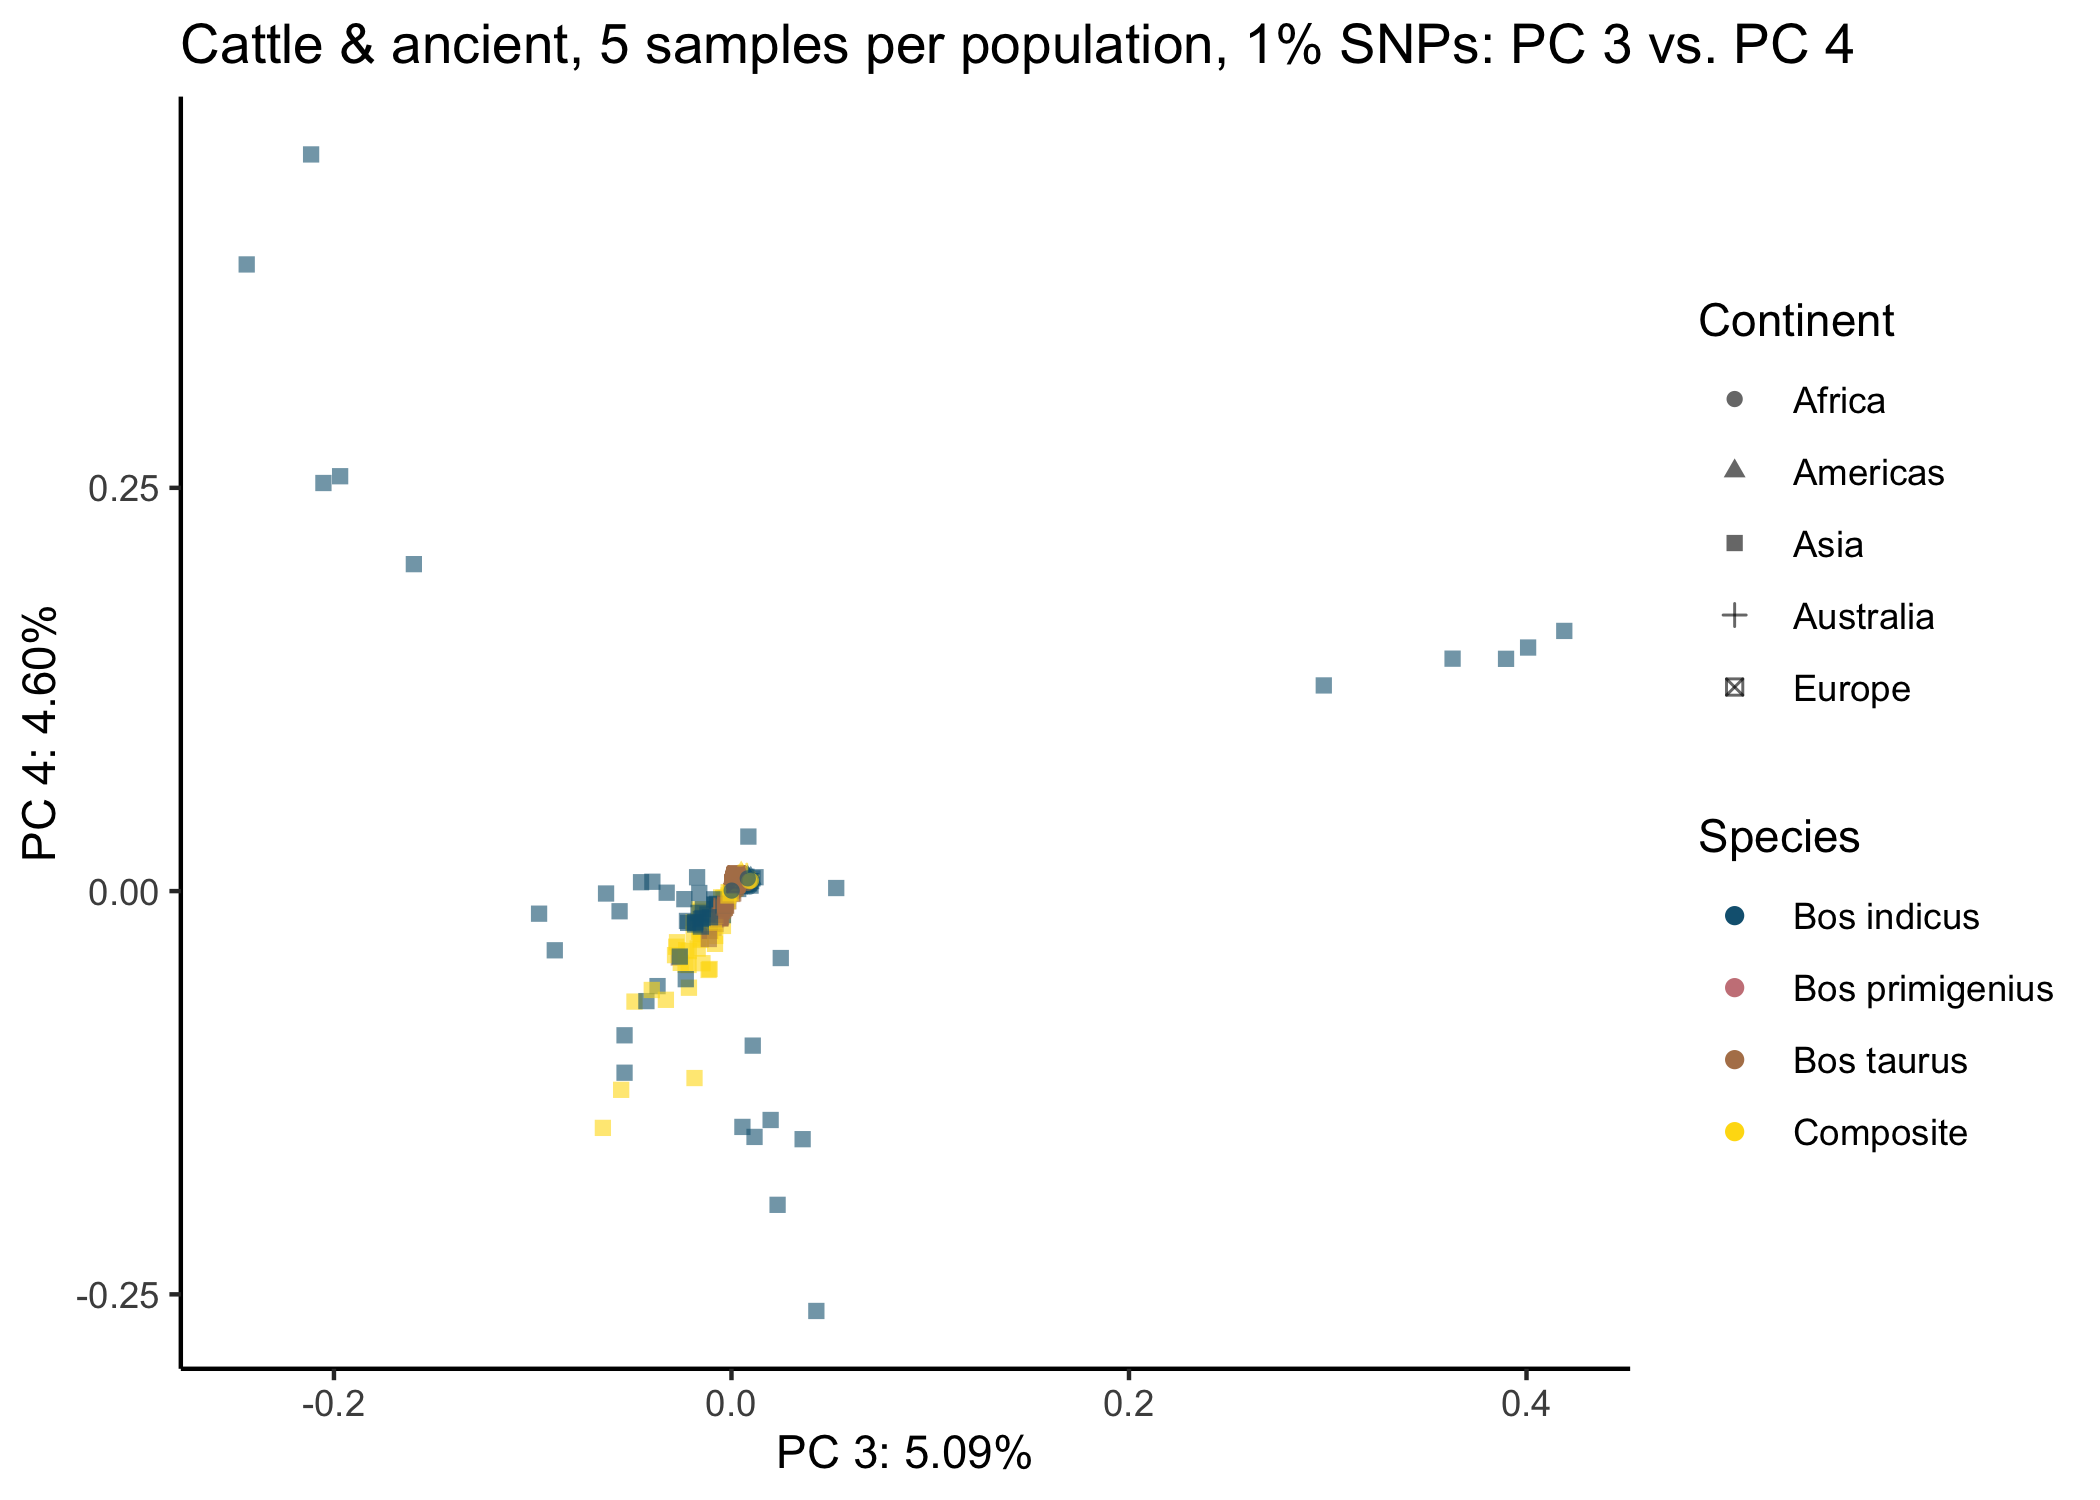 Cattle & ancient, 5 samples per population, 1% SNPs: PC 3 vs. PC 4
PC 4: 4.60%
0.25
0.00
-0.25
-0.2
0.0
0.2
0.4
PC 3: 5.09%
Continent
Africa
Americas
Asia
Australia
Europe
Species
Bos indicus
Bos primigenius
Bos taurus
Composite